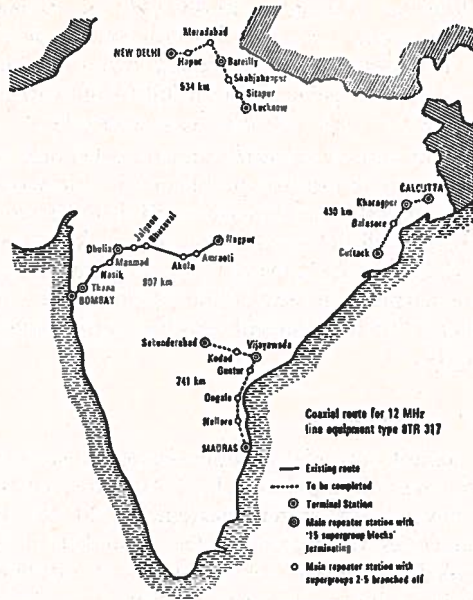 Moradabad
NEW DELHI
Hapur
Bareilly
Shahjahanpur
534 km
Sitapur
Lucknow
CALCUTTA
Kharagpur
430 km
Balasore
Cuttack
Jalgaon
Bhusaval
Nagpur
Dhulia
Manmad
Akola
Amraoti
Nasik
907 km
Thana
BOMBAY
Sekunderabad
Vijayawada
Kodad
Guntur
241 km
Ongole
Nellore
MADRAS
Coaxial route for 12 MHz
line equipment type 8TR 317
Existing route
To be completed
Terminal Station
Main repeater station with
'15 supergroup blocks'
terminating
Main repeater station with
supergroups 2-5 branched off